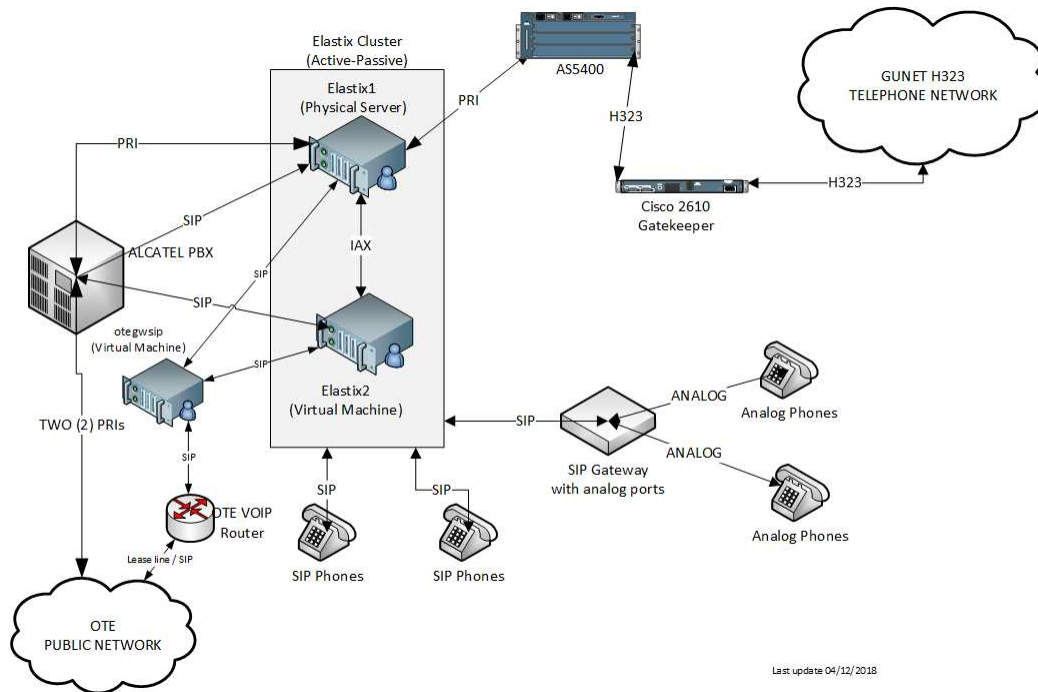 Elastix Cluster
(Active-Passive)
AS5400
GUNET H323
TELEPHONE NETWORK
Elastix1
(Physical Server)
PRI
H323
PRI
H323
Cisco 2610
Gatekeeper
SIP
ALCATEL PBX
IAX
SIP
SIP
otegwsip
(Virtual Machine)
SIP
Elastix2
(Virtual Machine)
ANALOG
Analog Phones
TWO (2) PRIs
SIP
ANALOG
SIP
SIP Gateway
with analog ports
SIP
SIP
OTE VOIP
Router
Analog Phones
Lease line / SIP
SIP Phones
SIP Phones
OTE
PUBLIC NETWORK
Last update 04/12/2018